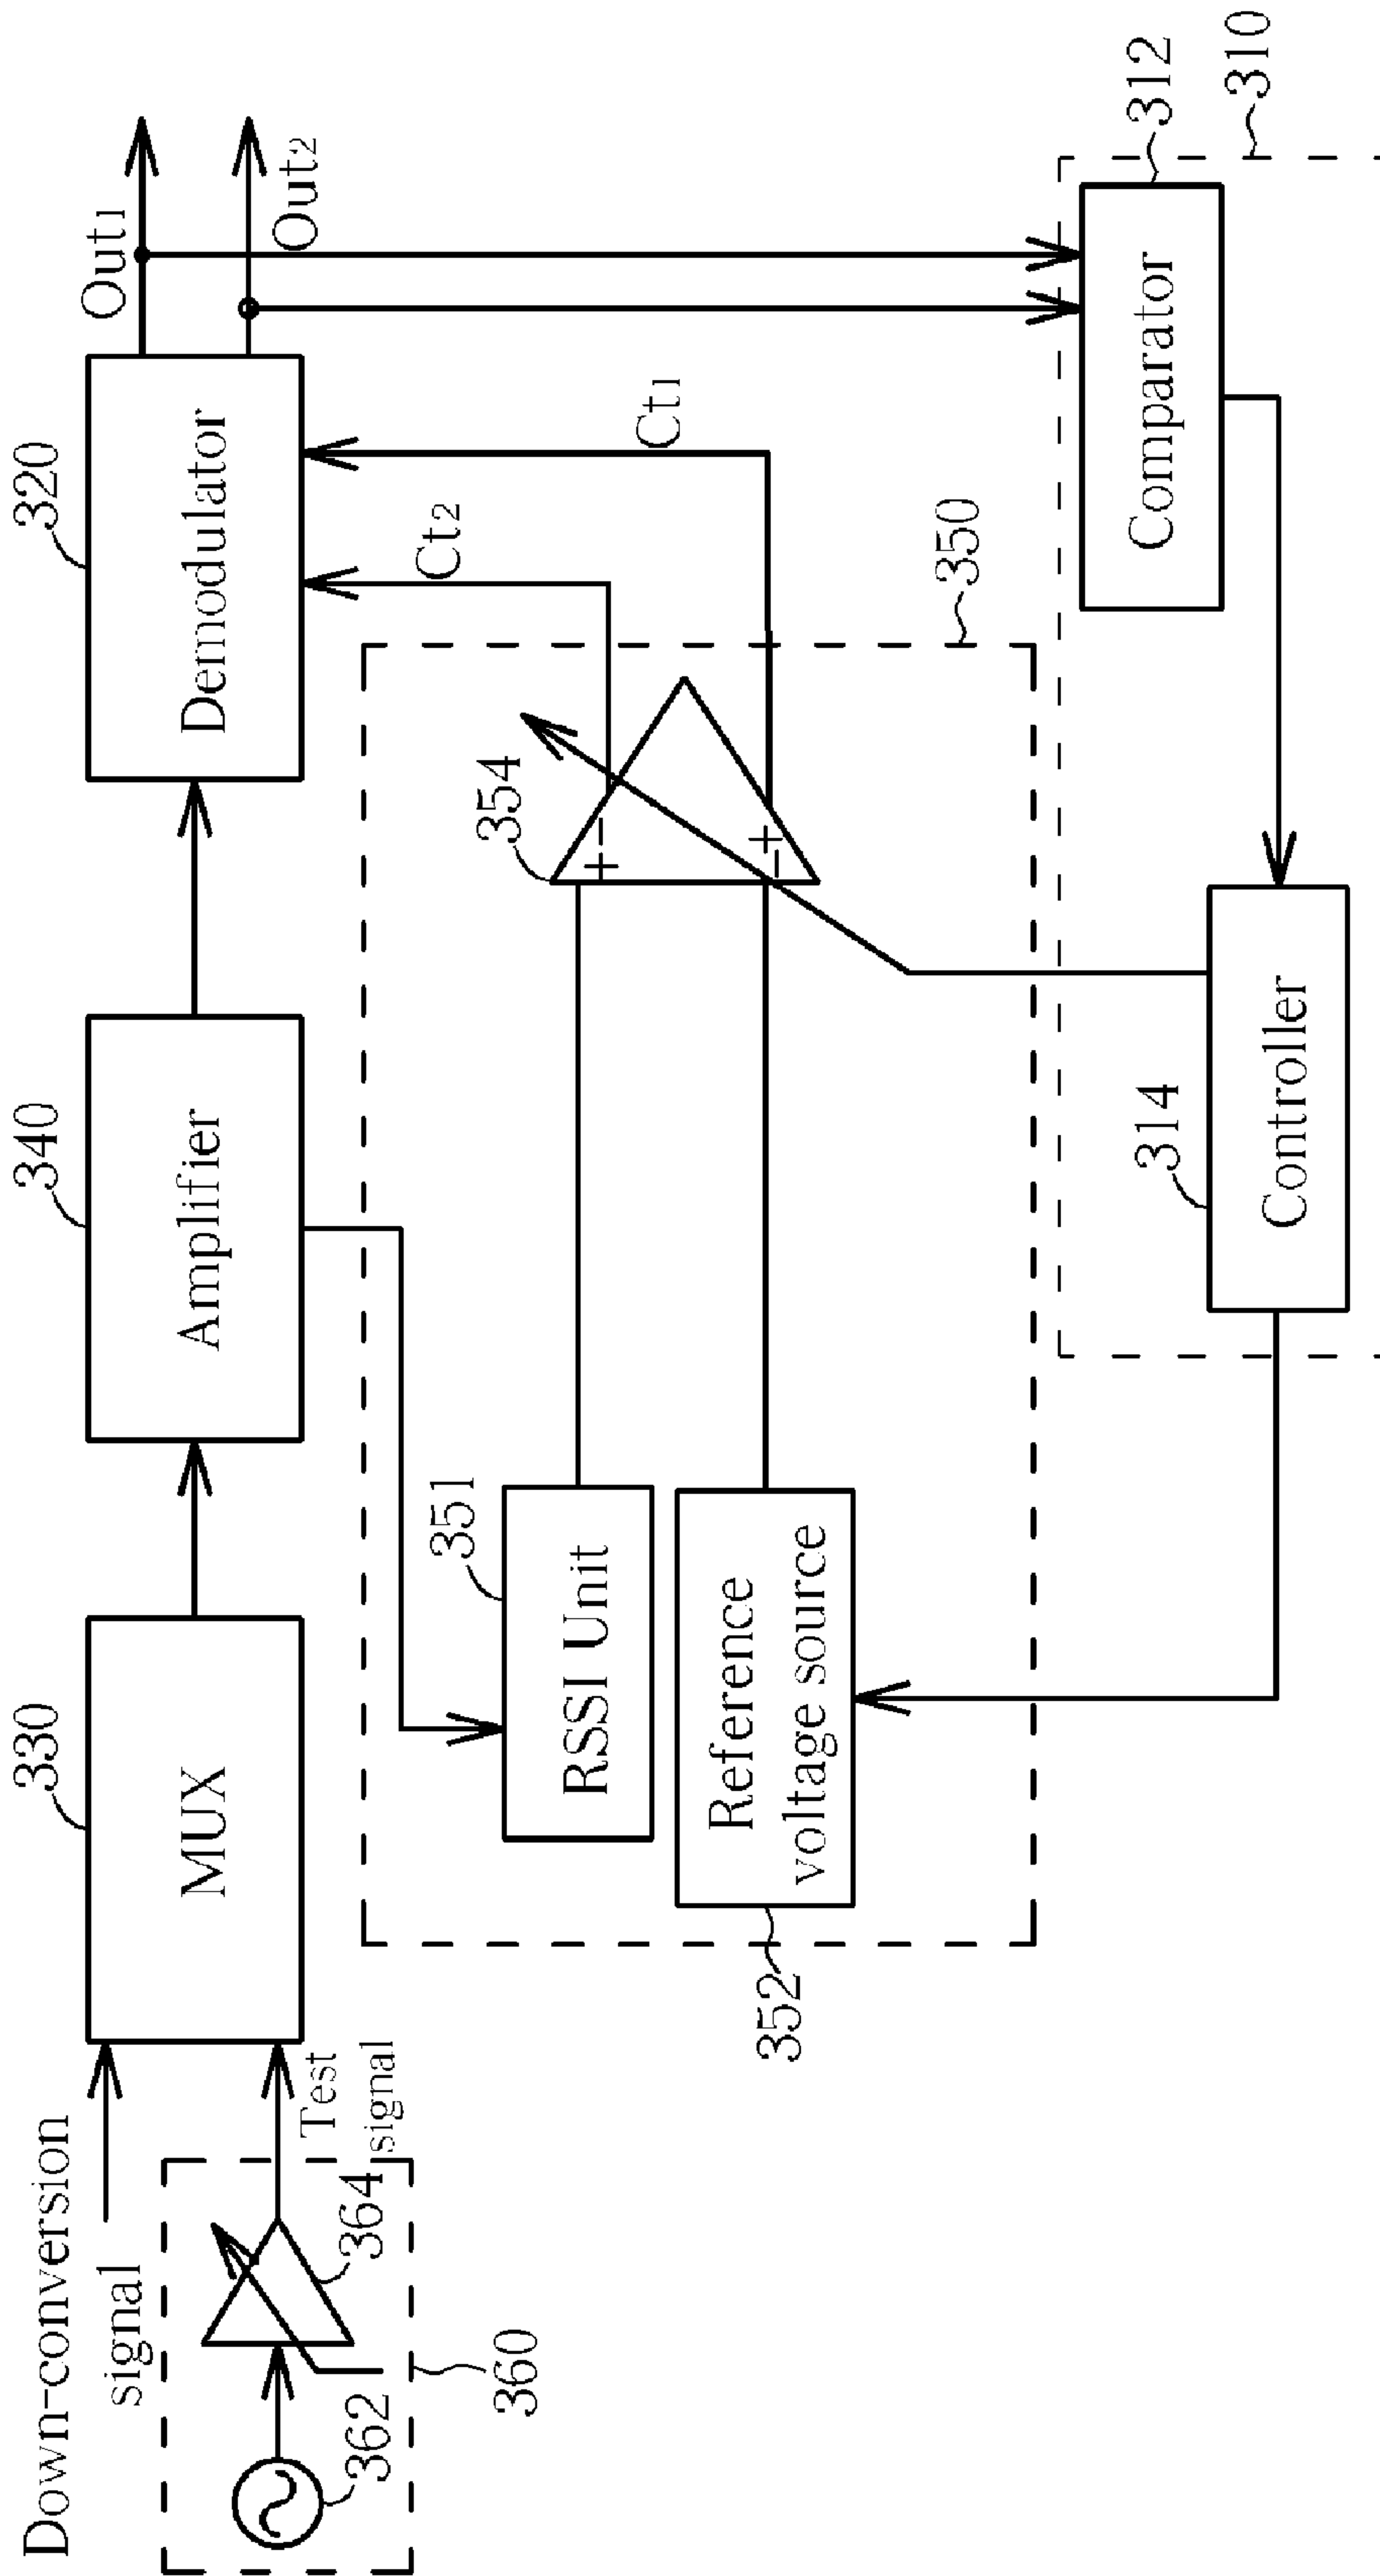 Down-conversion
signal
362
364
360
Test
signal
330
MUX
340
Amplifier
320
Demodulator
Out1
Out2
351
RSSI Unit
352
Reference
voltage source
354
+ −
− +
Ct2
Ct1
350
312
Comparator
310
314
Controller